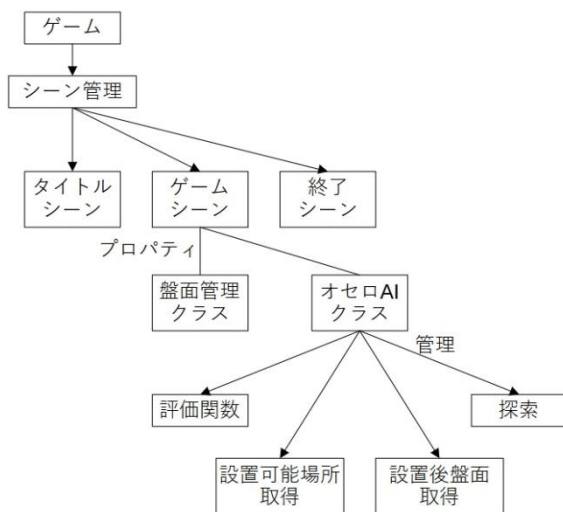 ゲーム
シーン管理
タイトル
シーン
ゲーム
シーン
終了
シーン
プロパティ
盤面管理
クラス
オセロAI
クラス
管理
評価関数
探索
設置可能場所
取得
設置後盤面
取得